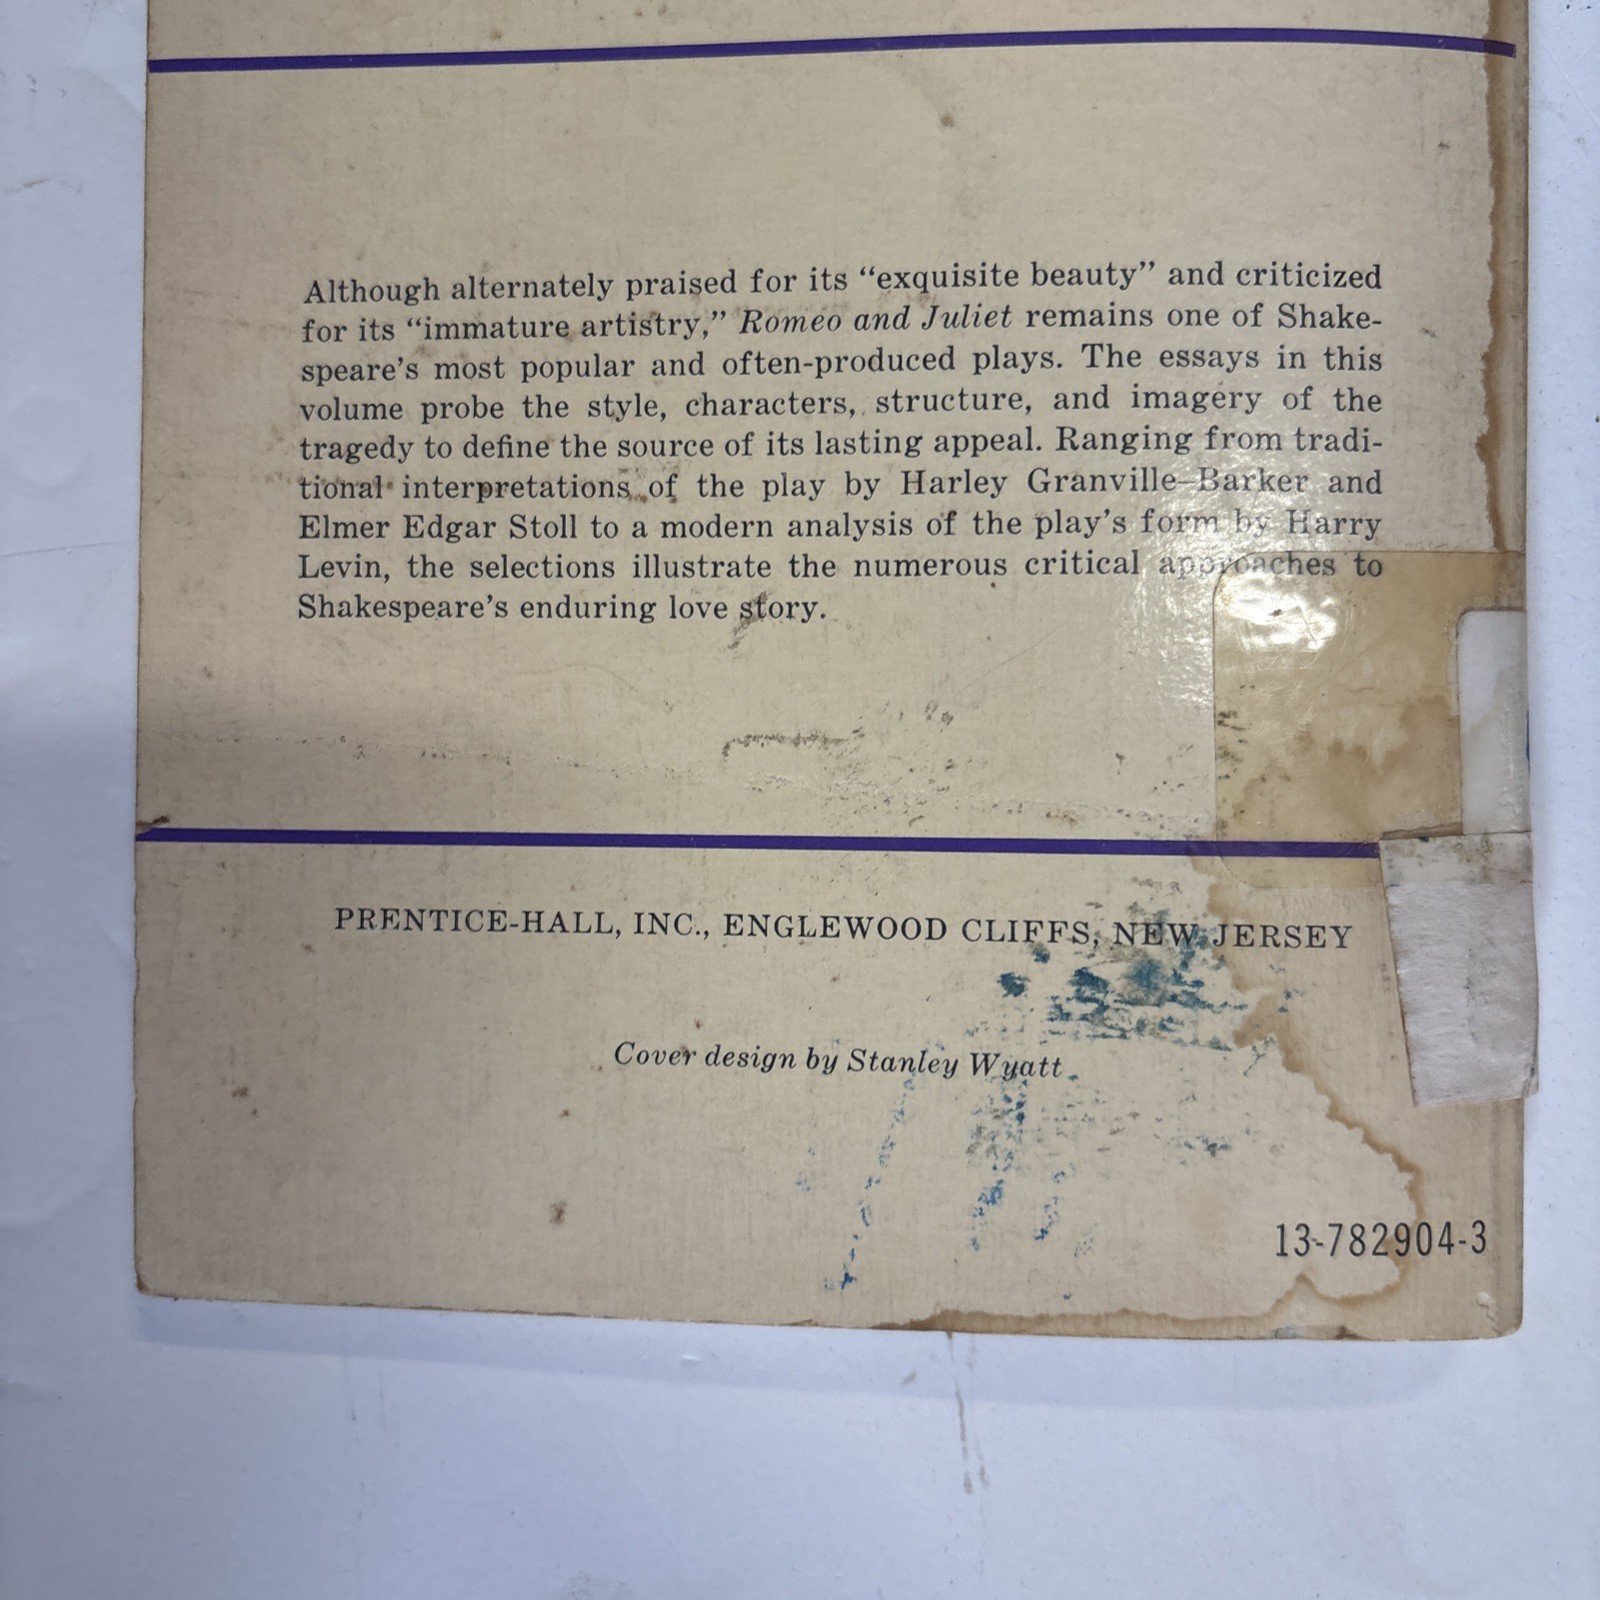 Although alternately praised for its “exquisite beauty” and criticized
for its “immature artistry,” Romeo and Juliet remains one of Shake-
speare’s most popular and often-produced plays. The essays in this
volume probe the style, characters, structure, and imagery of the
tragedy to define the source of its lasting appeal. Ranging from tradi-
tional interpretations of the play by Harley Granville–Barker and
Elmer Edgar Stoll to a modern analysis of the play’s form by Harry
Levin, the selections illustrate the numerous critical approaches to
Shakespeare’s enduring love story.
PRENTICE-HALL, INC., ENGLEWOOD CLIFFS, NEW JERSEY
Cover design by Stanley Wyatt
13-782904-3